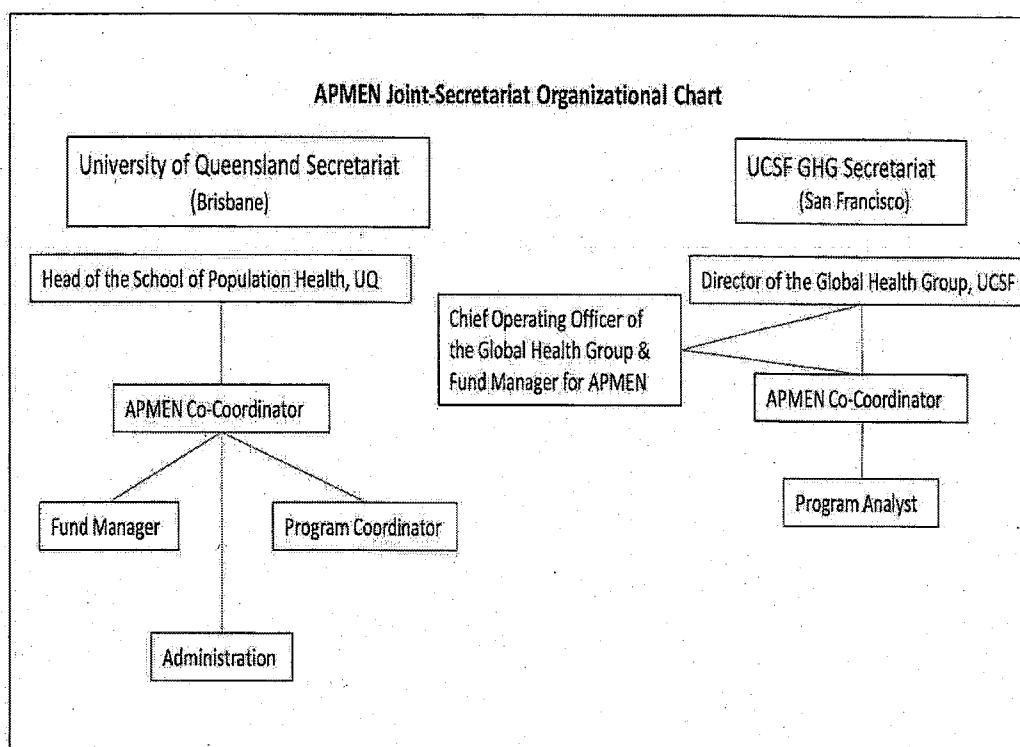 APMEN Joint-Secretariat Organizational Chart
University of Queensland Secretariat
(Brisbane)
UCSF GHG Secretariat
(San Francisco)
Head of the School of Population Health, UQ
Director of the Global Health Group, UCSF
Chief Operating Officer of
the Global Health Group &
Fund Manager for APMEN
APMEN Co-Coordinator
APMEN Co-Coordinator
Fund Manager
Program Coordinator
Program Analyst
Administration